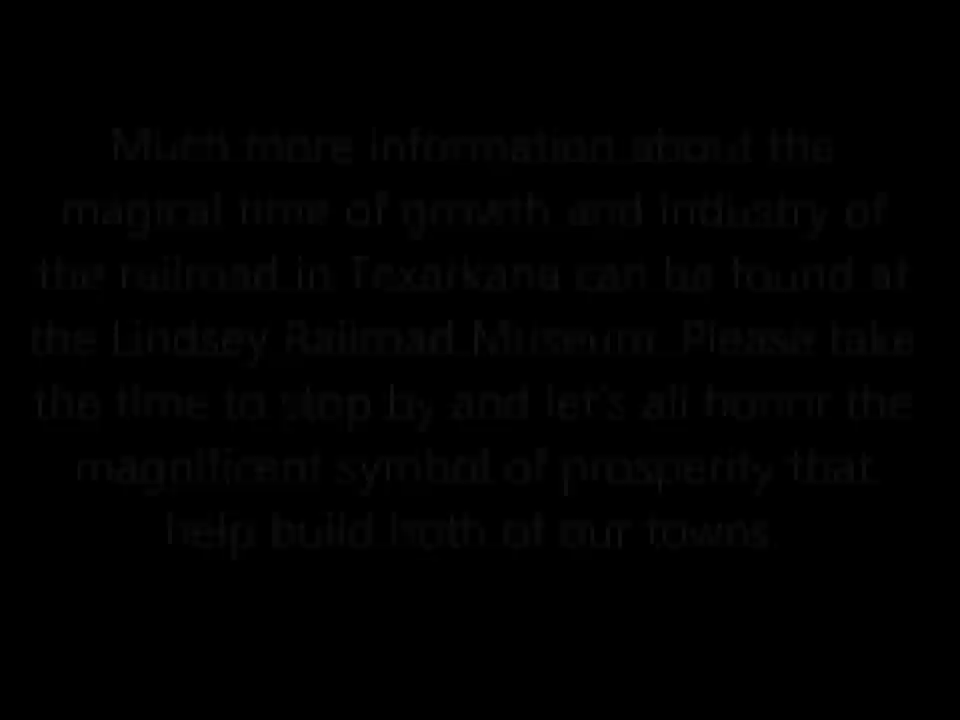 Much more information about the
magical time of growth and industry of
the railroad in Texarkana can be found at
the Lindsey Railroad Museum. Please take
the time to stop by and let's all honor the
magnificent symbol of prosperity that
help build both of our towns.